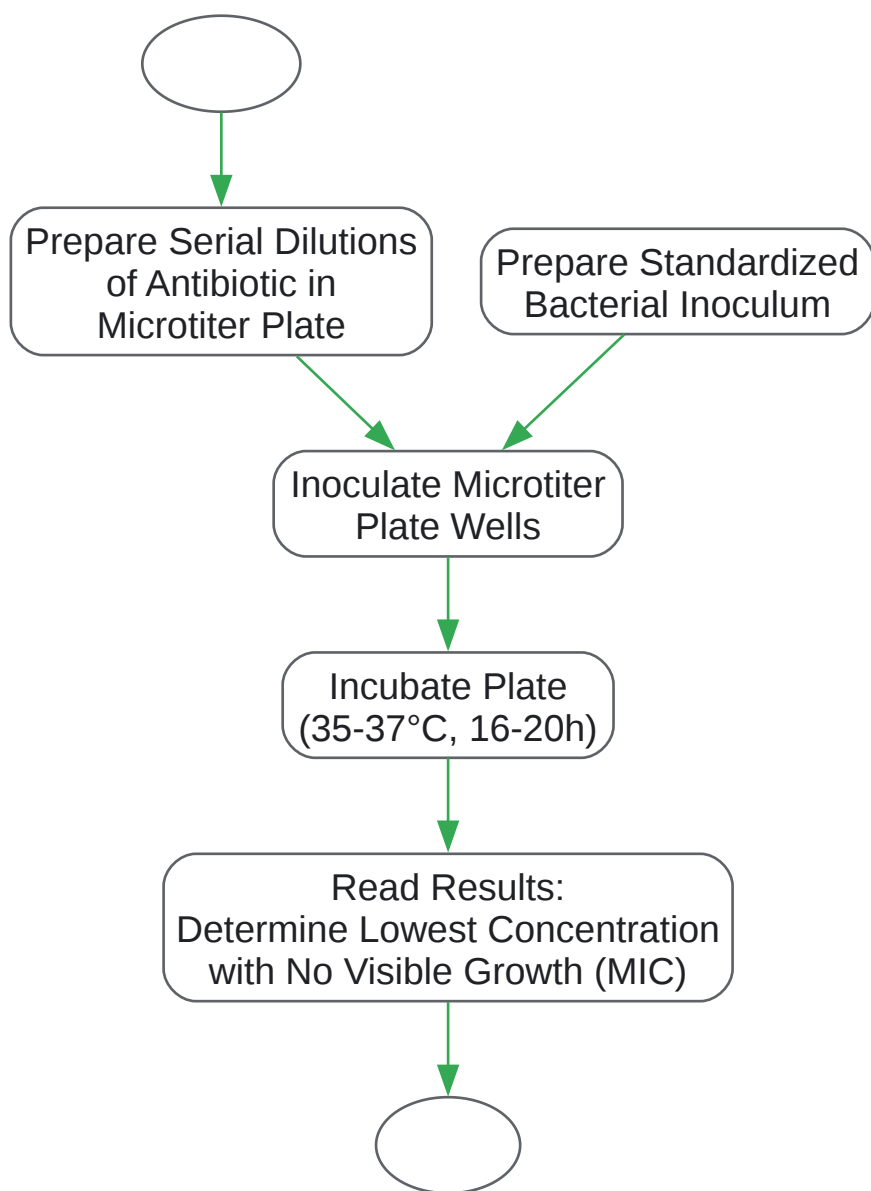 Prepare Serial Dilutions
of Antibiotic in
Microtiter Plate
Prepare Standardized
Bacterial Inoculum
Inoculate Microtiter
Plate Wells
Incubate Plate
(35-37°C, 16-20h)
Read Results:
Determine Lowest Concentration
with No Visible Growth (MIC)